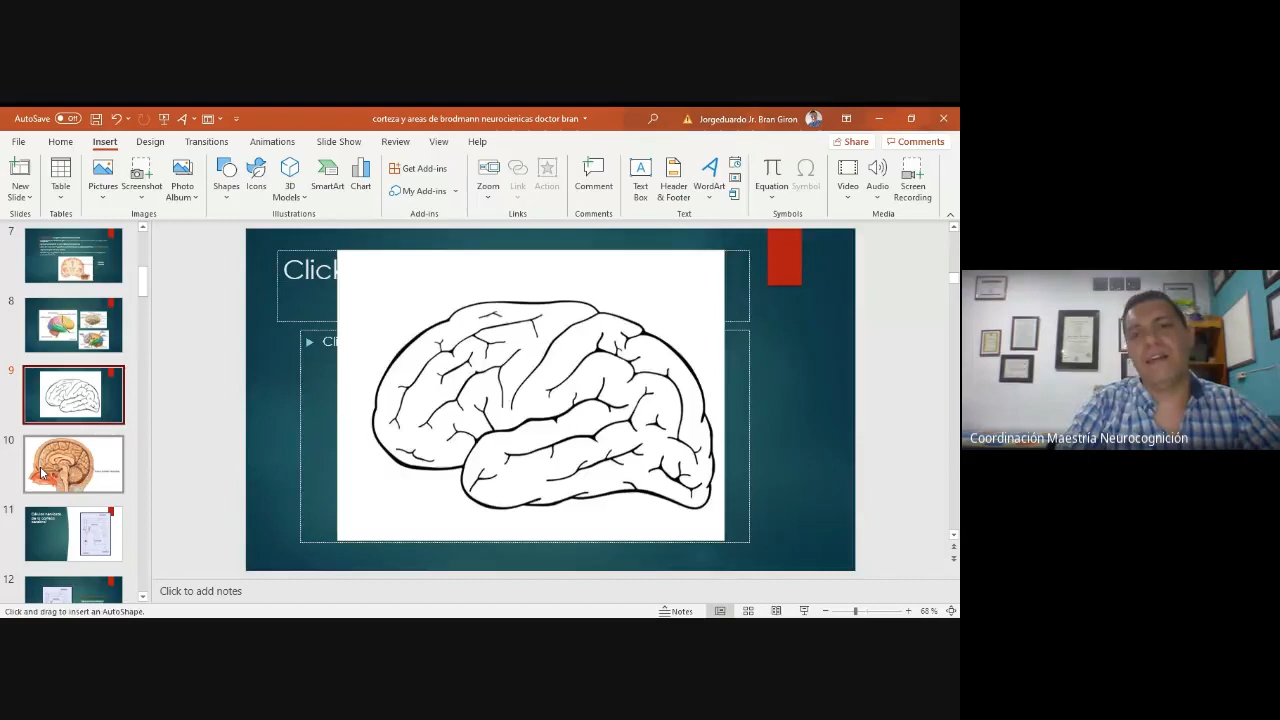 AutoSave Off
corteza y areas de brodmann neurocienicas doctor bran
Jorgeduardo Jr. Bran Giron
File Home Insert Design Transitions Animations Slide Show Review View Help
Share Comments
New Slide
Table
Pictures
Screenshot
Photo Album
Shapes
Icons
3D Models
SmartArt
Chart
Get Add-ins
My Add-ins
Zoom
Link
Action
Comment
Text Box
Header & Footer
WordArt
Equation
Symbol
Video
Audio
Screen Recording
Slides Tables Images Illustrations Add-ins Links Comments Text Symbols Media
7
8
9
10
11
12
Click
Cli
Coordinación Maestría Neurocognición
Click to add notes
Click and drag to insert an AutoShape.
Notes
68 %